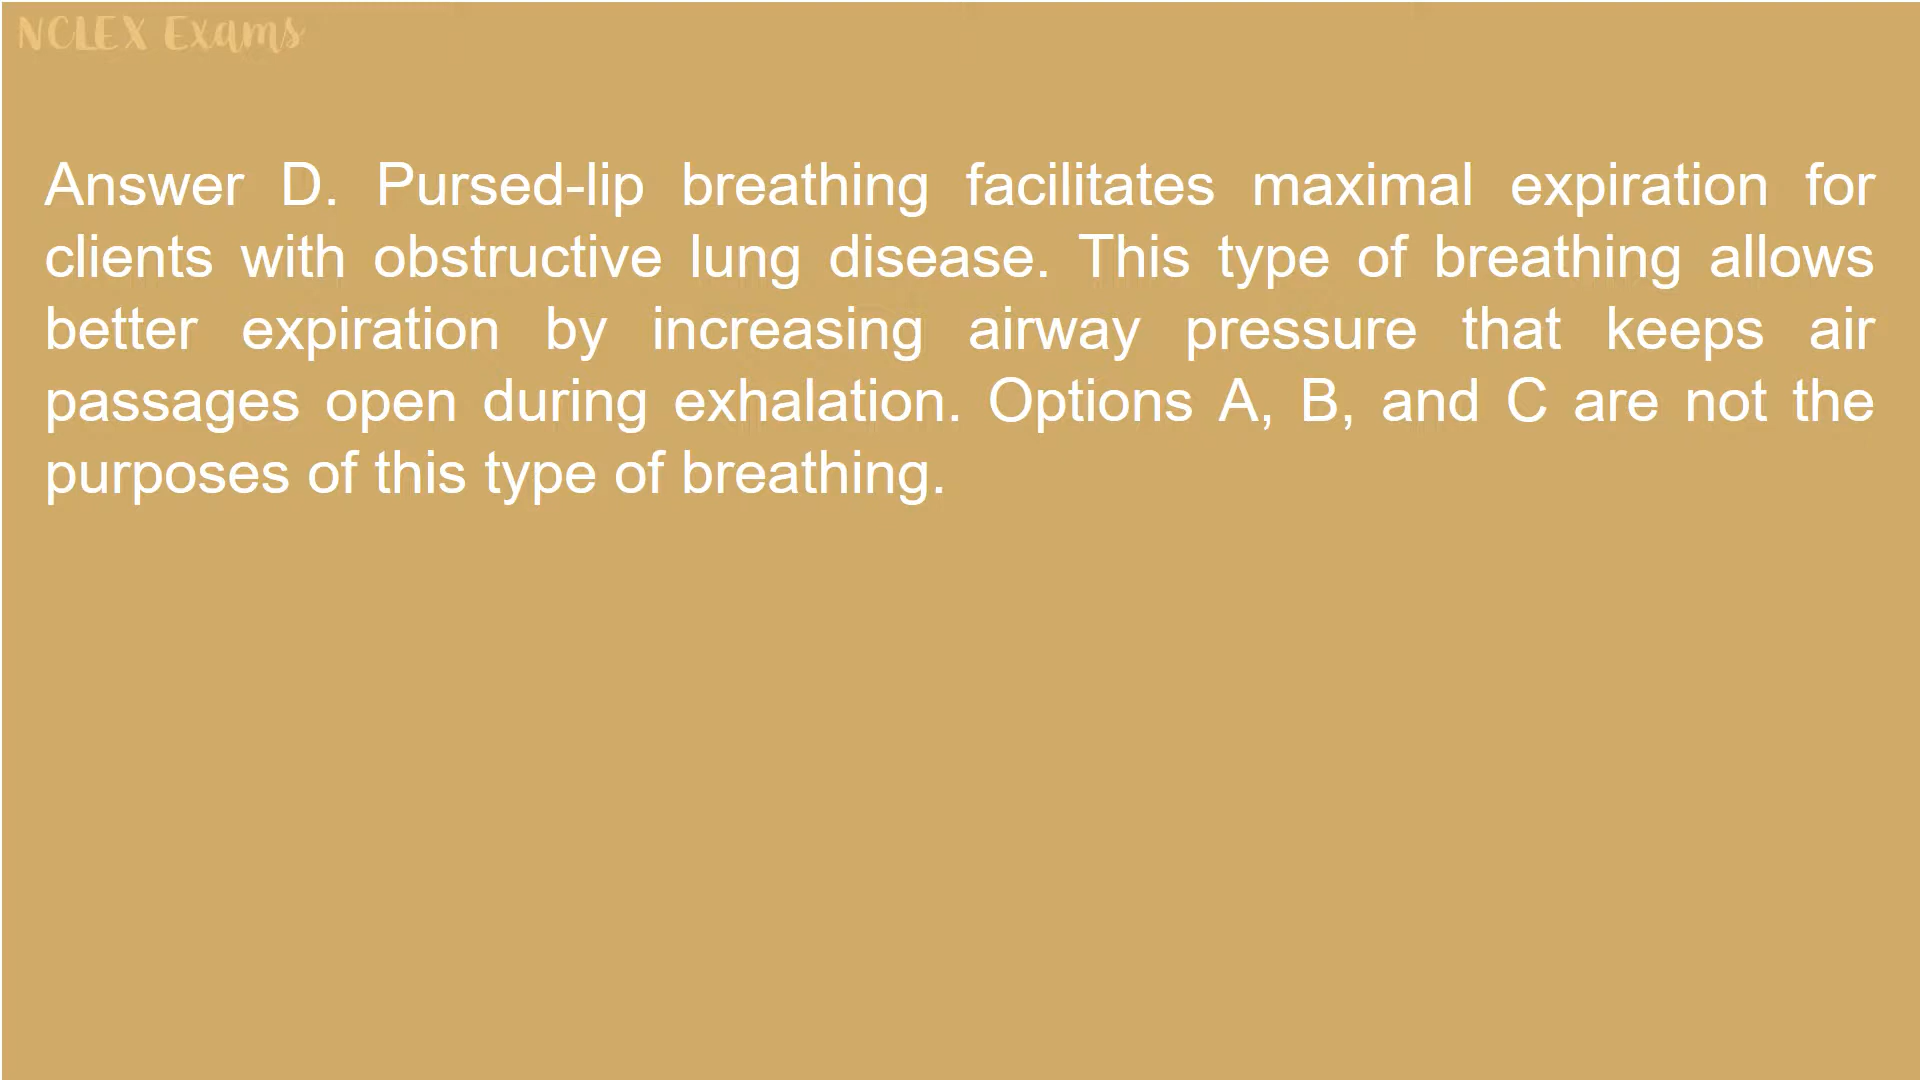 NCLEX Exams
Answer D. Pursed-lip breathing facilitates maximal expiration for
clients with obstructive lung disease. This type of breathing allows
better expiration by increasing airway pressure that keeps air
passages open during exhalation. Options A, B, and C are not the
purposes of this type of breathing.